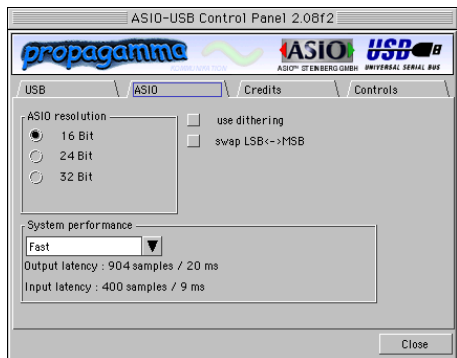 ASIO-USB Control Panel 2.08f2
propagamma
ASIO
ASIO™ STEINBERG GMBH
USB
UNIVERSAL SERIAL BUS
USB
ASIO
Credits
Controls
ASIO resolution
16 Bit
24 Bit
32 Bit
use dithering
swap LSB<->MSB
System performance
Fast
Output latency : 904 samples / 20 ms
Input latency : 400 samples / 9 ms
Close